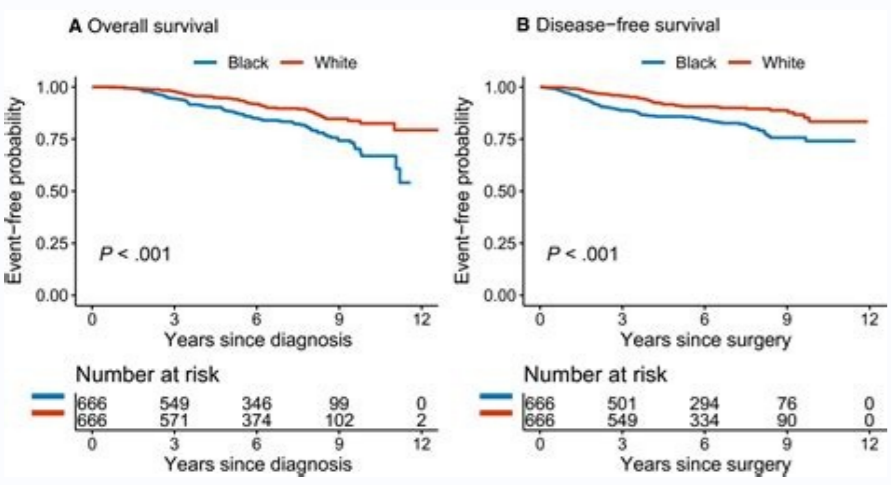 A Overall survival
Black White
Event-free probability
1.00
0.75
0.50
0.25
0.00
P < .001
0 3 6 9 12
Years since diagnosis
Number at risk
666 549 346 99 0
666 571 374 102 2
0 3 6 9 12
Years since diagnosis
B Disease-free survival
Black White
Event-free probability
1.00
0.75
0.50
0.25
0.00
P < .001
0 3 6 9 12
Years since surgery
Number at risk
666 501 294 76 0
666 549 334 90 0
0 3 6 9 12
Years since surgery